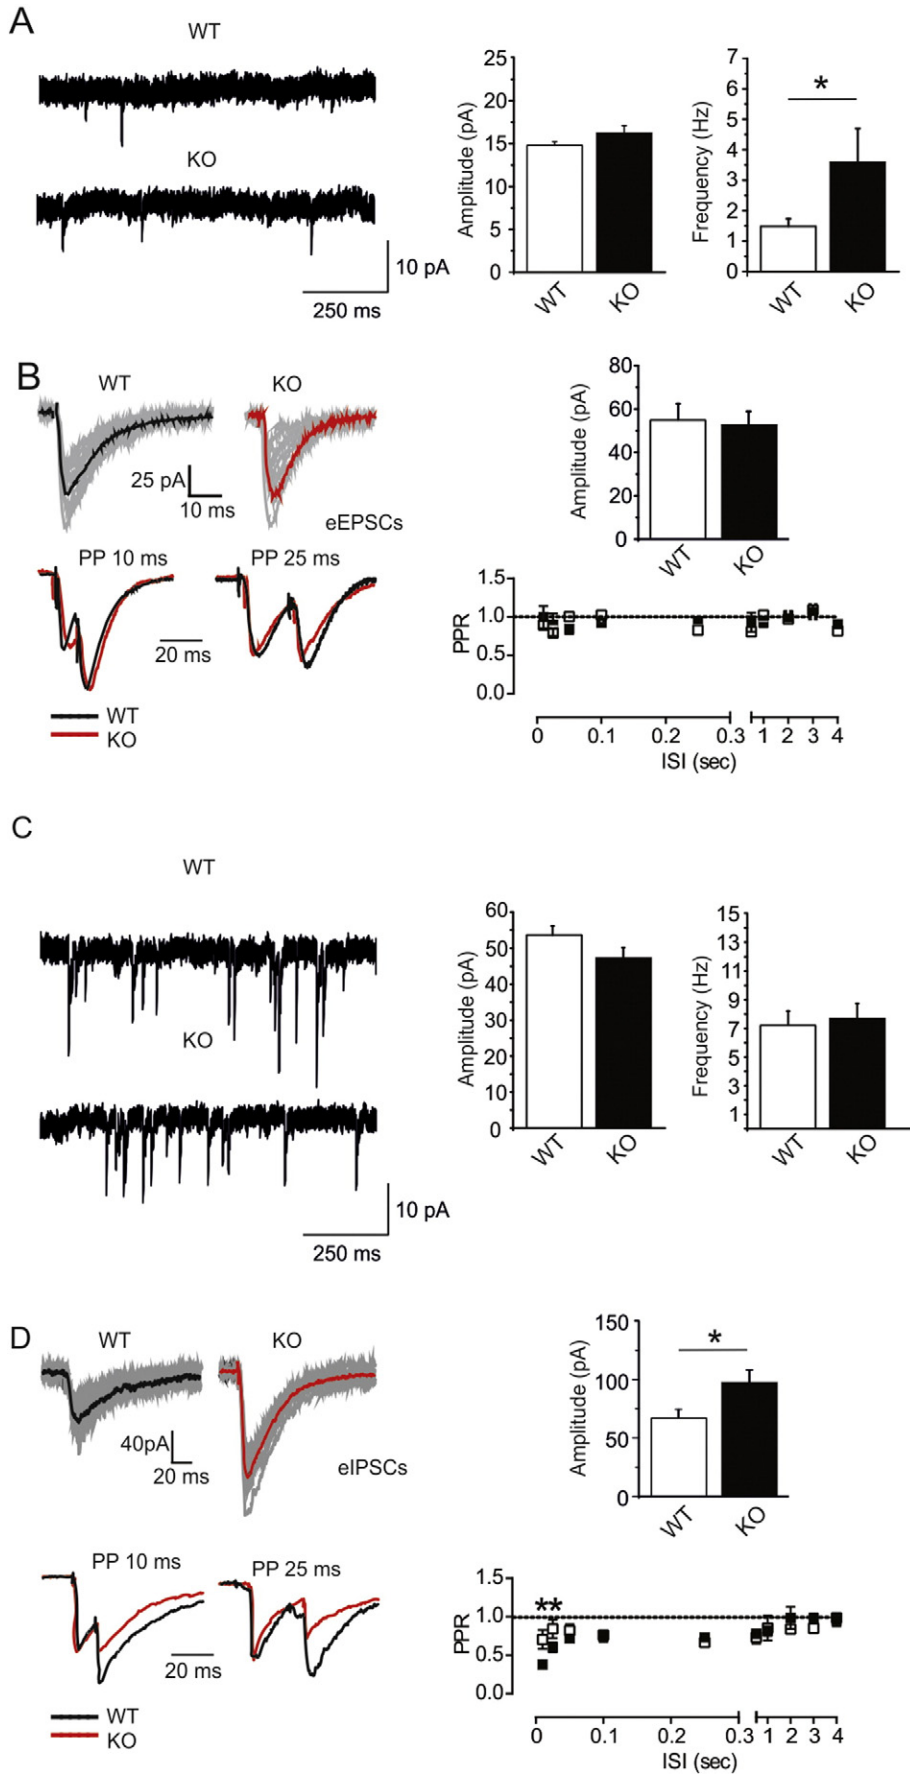 A
WT
KO
10 pA
250 ms
Amplitude (pA)
25
20
15
10
5
0
WT
KO
Frequency (Hz)
7
6
5
4
3
2
1
0
*
WT
KO
B
WT
KO
25 pA
10 ms
eEPSCs
Amplitude (pA)
80
60
40
20
0
WT
KO
PP 10 ms
PP 25 ms
20 ms
WT
KO
PPR
1.5
1.0
0.5
0.0
0 0.1 0.2 0.3 1 2 3 4
ISI (sec)
C
WT
KO
10 pA
250 ms
Amplitude (pA)
60
50
40
30
20
10
0
WT
KO
Frequency (Hz)
15
13
11
9
7
5
3
1
WT
KO
D
WT
KO
40pA
20 ms
eIPSCs
Amplitude (pA)
150
100
50
0
*
WT
KO
PP 10 ms
PP 25 ms
20 ms
WT
KO
PPR
1.5
1.0
0.5
0.0
**
0 0.1 0.2 0.3 1 2 3 4
ISI (sec)